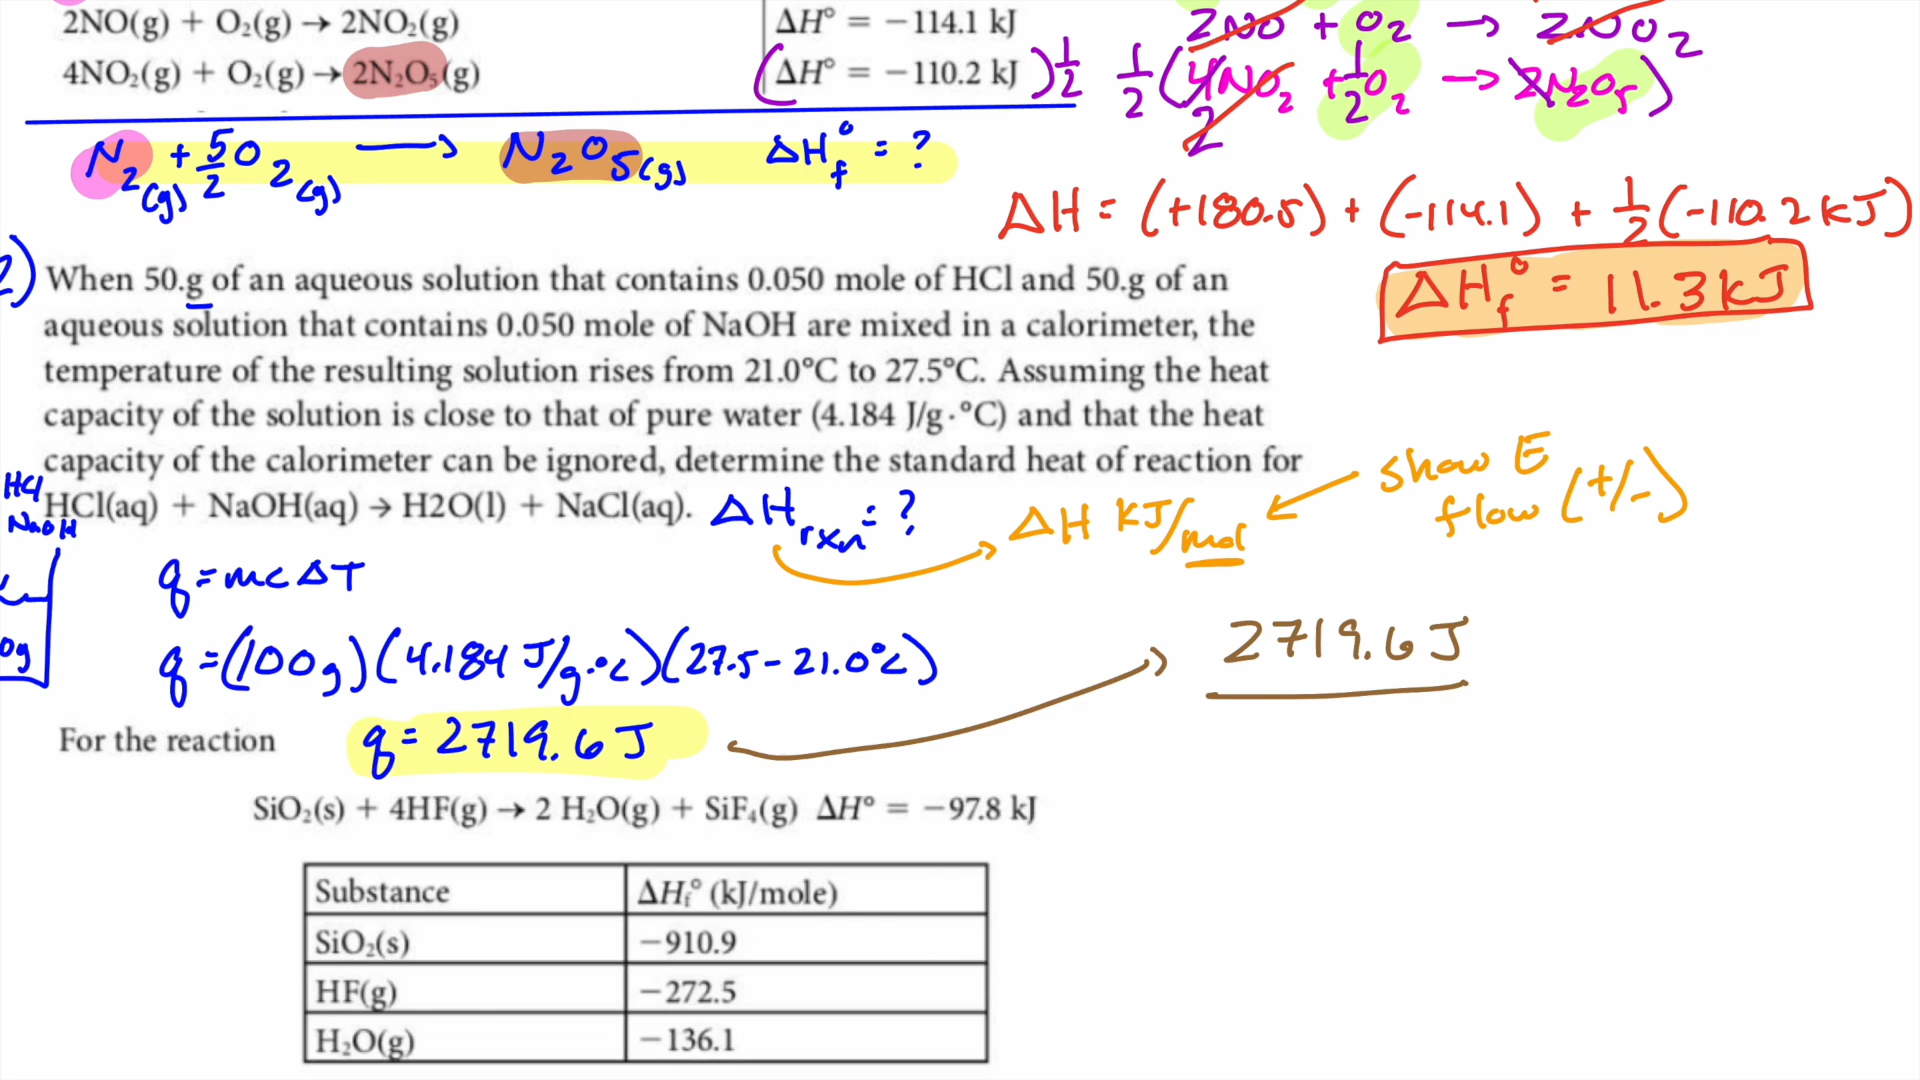 2NO(g) + O₂(g) → 2NO₂(g) ΔH° = −114.1 kJ
4NO₂(g) + O₂(g) → 2N₂O₅(g) (ΔH° = −110.2 kJ )½
2NO + O₂ → 2NO₂
½(4NO₂ + ½O₂ → 2N₂O₅)
2
N₂(g) + 5/2 O₂(g) → N₂O₅(g) ΔH°f = ?
ΔH = (+180.5) + (-114.1) + ½(-110.2 kJ)
ΔHf° = 11.3 kJ
2) When 50.g of an aqueous solution that contains 0.050 mole of HCl and 50.g of an
aqueous solution that contains 0.050 mole of NaOH are mixed in a calorimeter, the
temperature of the resulting solution rises from 21.0°C to 27.5°C. Assuming the heat
capacity of the solution is close to that of pure water (4.184 J/g·°C) and that the heat
capacity of the calorimeter can be ignored, determine the standard heat of reaction for
HCl(aq) + NaOH(aq) → H2O(l) + NaCl(aq). ΔHrxn = ?
ΔH kJ/mol
show E
flow (+/-)
HCl
NaOH
0g
q = mcΔT
q = (100g)(4.184 J/g·°C)(27.5 - 21.0°C)
q = 2719.6 J
2719.6 J
For the reaction
SiO₂(s) + 4HF(g) → 2 H₂O(g) + SiF₄(g) ΔH° = −97.8 kJ
Substance ΔHf° (kJ/mole)
SiO₂(s) −910.9
HF(g) −272.5
H₂O(g) −136.1